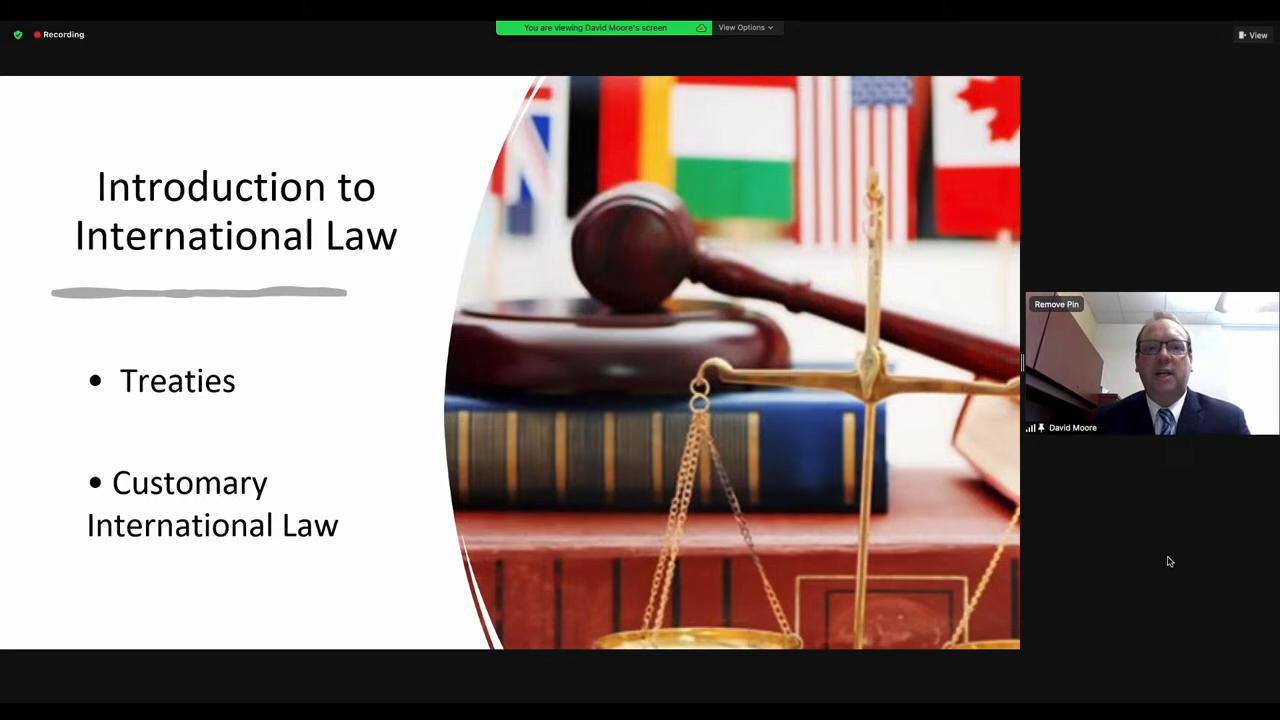 You are viewing David Moore's screen
View Options
Recording
View
Introduction to
International Law
• Treaties
• Customary
International Law
Remove Pin
David Moore